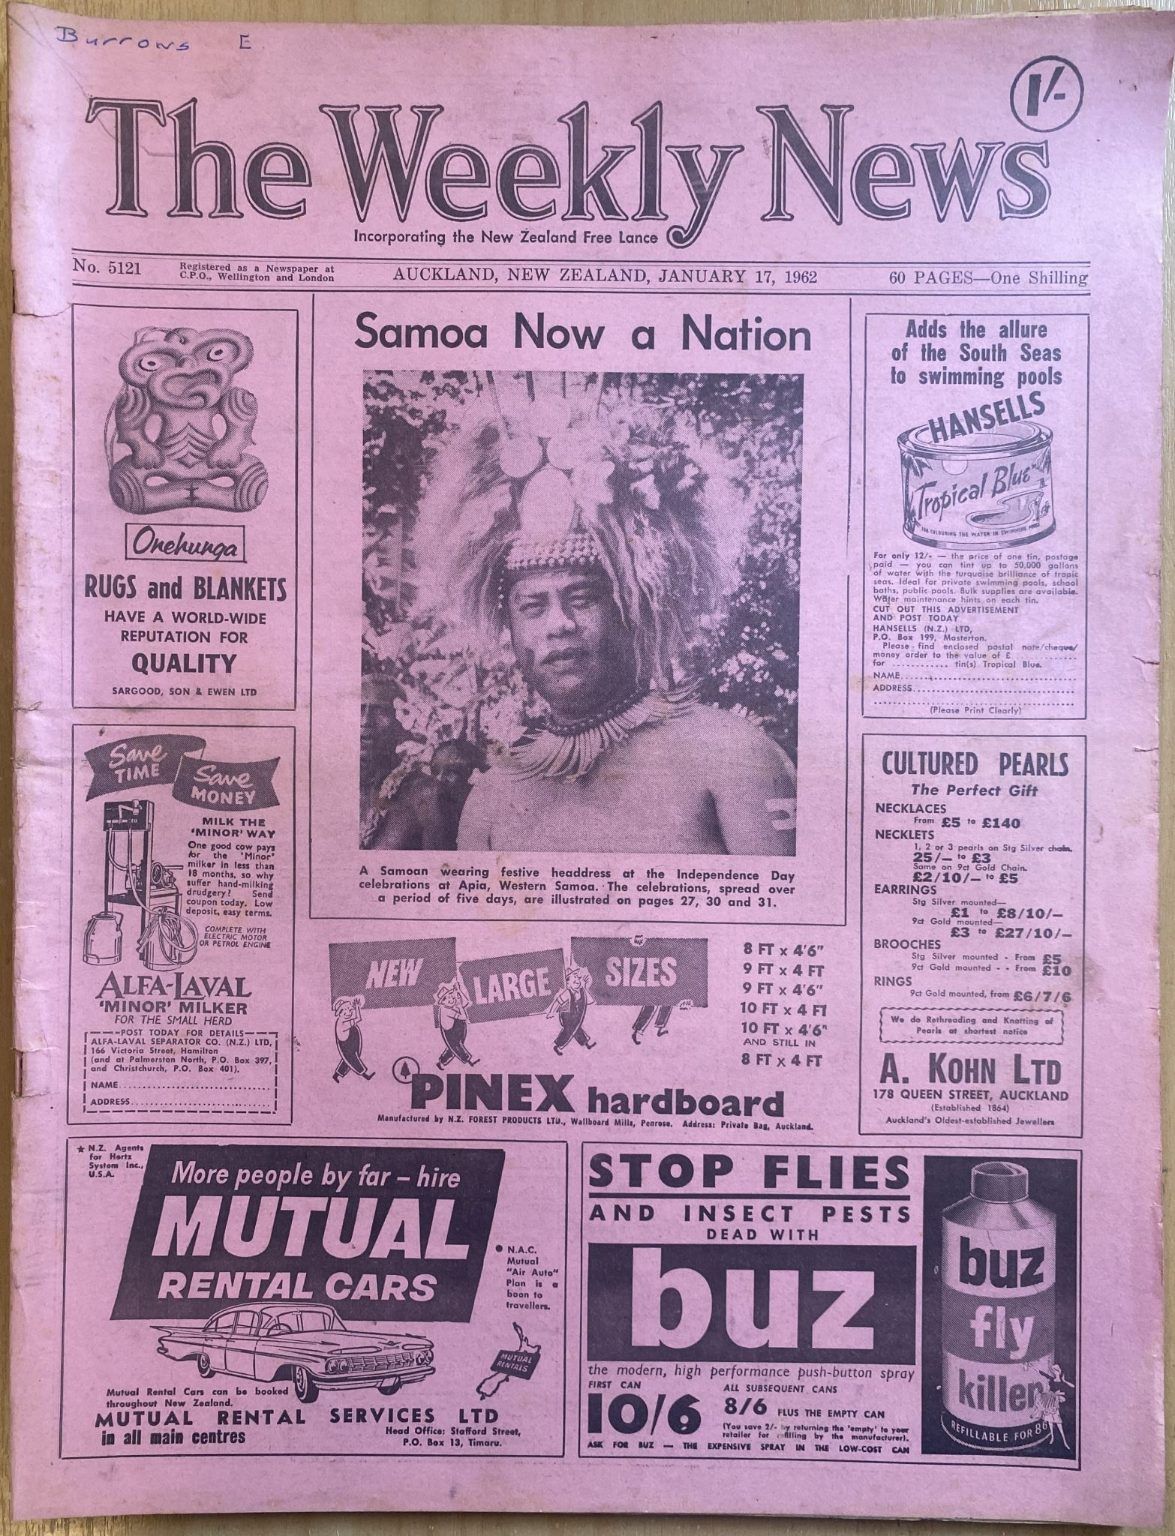 Burrows E
1/-
The Weekly News
Incorporating the New Zealand Free Lance
No. 5121
Registered as a Newspaper at
C.P.O., Wellington and London
AUCKLAND, NEW ZEALAND, JANUARY 17, 1962
60 PAGES—One Shilling
Onehunga
RUGS and BLANKETS
HAVE A WORLD-WIDE
REPUTATION FOR
QUALITY
SARGOOD, SON & EWEN LTD
Samoa Now a Nation
A Samoan wearing festive headdress at the Independence Day
celebrations at Apia, Western Samoa. The celebrations, spread over
a period of five days, are illustrated on pages 27, 30 and 31.
Adds the allure
of the South Seas
to swimming pools
HANSELLS
Tropical Blue
FOR COLOURING THE WATER IN SWIMMING POOLS
For only 12/- — the price of one tin, postage
paid — you can tint up to 50,000 gallons
of water with the turquoise brilliance of tropic
seas. Ideal for private swimming pools, school
baths, public pools. Bulk supplies are available.
Water maintenance hints on each tin.
CUT OUT THIS ADVERTISEMENT
AND POST TODAY
HANSELLS (N.Z.) LTD,
P.O. Box 199, Masterton.
Please find enclosed postal note/cheque/
money order to the value of £ ...........
for ........... tin(s) Tropical Blue.
NAME...........
ADDRESS...........
(Please Print Clearly)
Save
TIME
Save
MONEY
MILK THE
'MINOR' WAY
One good cow pays
for the 'Minor'
milker in less than
18 months, so why
suffer hand-milking
drudgery? Send
coupon today. Low
deposit, easy terms.
COMPLETE WITH
ELECTRIC MOTOR
OR PETROL ENGINE
ALFA-LAVAL
'MINOR' MILKER
FOR THE SMALL HERD
POST TODAY FOR DETAILS
ALFA-LAVAL SEPARATOR CO. (N.Z.) LTD,
166 Victoria Street, Hamilton
(and at Palmerston North, P.O. Box 397,
and Christchurch, P.O. Box 401).
NAME...........
ADDRESS...........
NEW
LARGE
SIZES
8 FT x 4'6"
9 FT x 4 FT
9 FT x 4'6"
10 FT x 4 FT
10 FT x 4'6"
AND STILL IN
8 FT x 4 FT
PINEX hardboard
Manufactured by N.Z. FOREST PRODUCTS LTD., Wallboard Mills, Penrose. Address: Private Bag, Auckland.
CULTURED PEARLS
The Perfect Gift
NECKLACES
From £5 to £140
NECKLETS
1, 2 or 3 pearls on Stg Silver chain.
25/- to £3
Same on 9ct Gold Chain.
£2/10/- to £5
EARRINGS
Stg Silver mounted—
£1 to £8/10/-
9ct Gold mounted—
£3 to £27/10/-
BROOCHES
Stg Silver mounted - From £5
9ct Gold mounted - - From £10
RINGS
9ct Gold mounted, from £6/7/6
We do Rethreading and Knotting of
Pearls at shortest notice
A. KOHN LTD
178 QUEEN STREET, AUCKLAND
(Established 1864)
Auckland's Oldest-established Jewellers
★ N.Z. Agents
for Hertz
System Inc.,
U.S.A.
More people by far – hire
MUTUAL
RENTAL CARS
● N.A.C.
Mutual
"Air Auto"
Plan is a
boon to
travellers.
MUTUAL
RENTALS
Mutual Rental Cars can be booked
throughout New Zealand.
MUTUAL RENTAL SERVICES LTD
in all main centres
Head Office: Stafford Street,
P.O. Box 13, Timaru.
STOP FLIES
AND INSECT PESTS
DEAD WITH
buz
the modern, high performance push-button spray
FIRST CAN
10/6
ALL SUBSEQUENT CANS
8/6 PLUS THE EMPTY CAN
(You save 2/- by returning the 'empty' to your
retailer for refilling by the manufacturer).
ASK FOR BUZ — THE EXPENSIVE SPRAY IN THE LOW-COST CAN
buz
fly
killer
REFILLABLE FOR 8/6